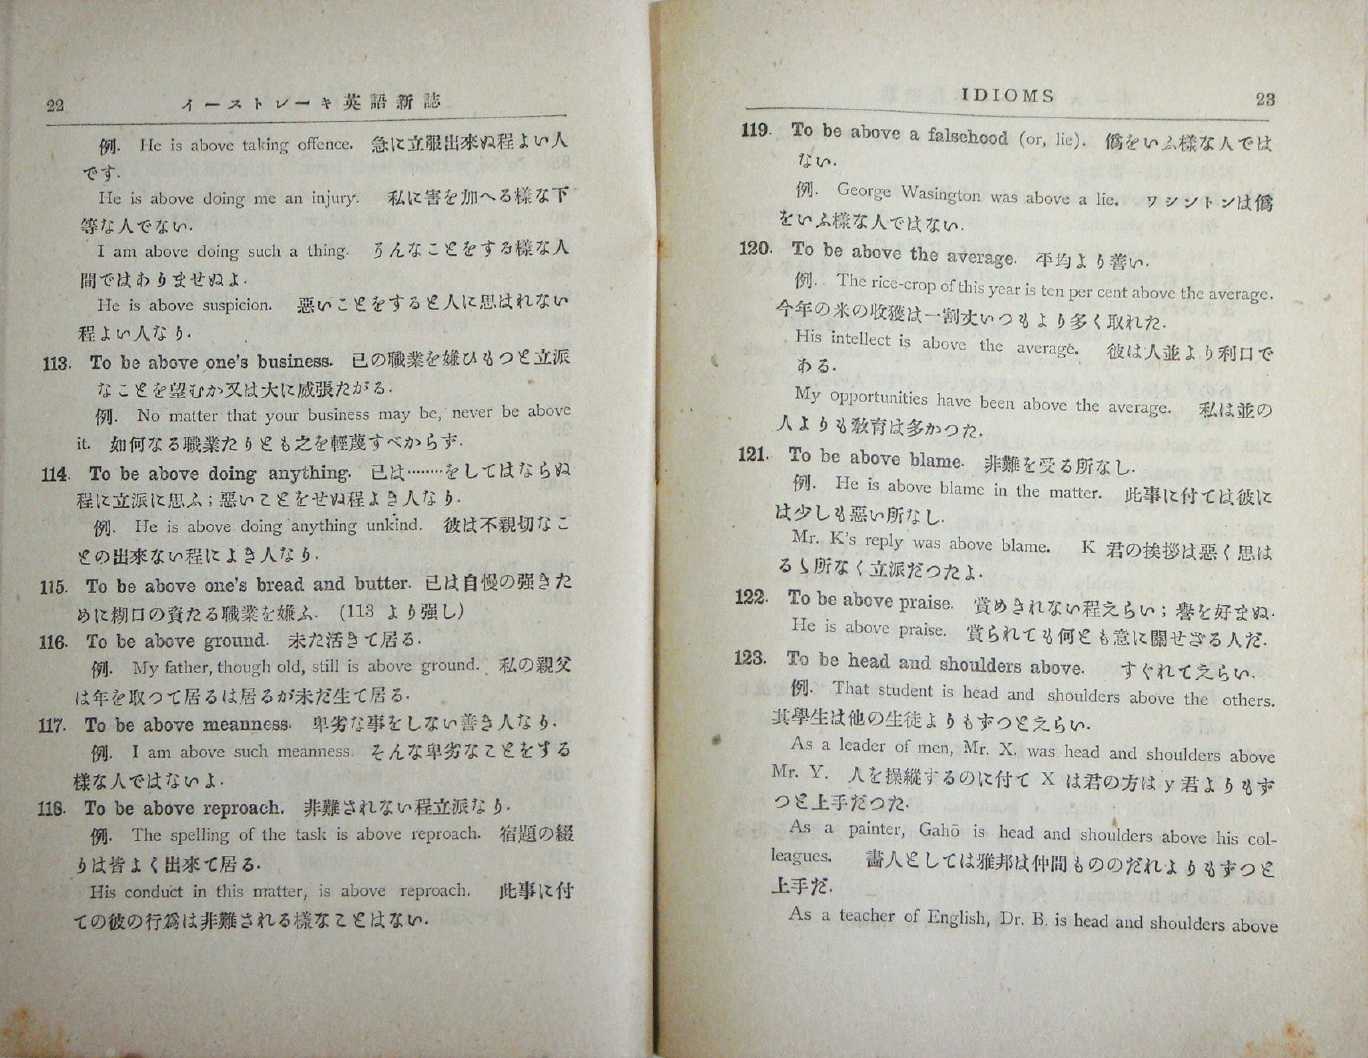 22 イーストレーキ英語新誌
例. He is above taking offence. 急に立服出來ぬ程よい人
です.
He is above doing me an injury. 私に害を加へる樣な下
等な人でない.
I am above doing such a thing. そんなことをする樣な人
間ではありませぬよ.
He is above suspicion. 惡いことをすると人に思はれない
程よい人なり.
113. To be above one's business. 已の職業を嫌ひもつと立派
なことを望むか又は大に威張たがる.
例. No matter that your business may be, never be above
it. 如何なる職業たりとも之を輕蔑すべからず.
114. To be above doing anything. 已は........をしてはならぬ
程に立派に思ふ; 惡いことをせぬ程よき人なり.
例. He is above doing anything unkind. 彼は不親切なこ
との出來ない程によき人なり.
115. To be above one's bread and butter. 已は自慢の强きた
めに糊口の資たる職業を嫌ふ. (113 より强し)
116. To be above ground. 未だ活きて居る.
例. My father, though old, still is above ground. 私の親父
は年を取つて居るは居るが未だ生て居る.
117. To be above meanness. 卑劣な事をしない善き人なり.
例. I am above such meanness. そんな卑劣なことをする
樣な人ではないよ.
118. To be above reproach. 非難されない程立派なり.
例. The spelling of the task is above reproach. 宿題の綴
りは皆よく出來て居る.
His conduct in this matter, is above reproach. 此事に付
ての彼の行爲は非難される樣なことはない.
IDIOMS 23
119. To be above a falsehood (or, lie). 僞をいふ樣な人では
ない.
例. George Wasington was above a lie. ワシントンは僞
をいふ樣な人ではない.
120. To be above the average. 平均より善い.
例. The rice-crop of this year is ten per cent above the average.
今年の米の收獲は一割丈いつもより多く取れた.
His intellect is above the average. 彼は人並より利口で
ある.
My opportunities have been above the average. 私は並の
人よりも敎育は多かつた.
121. To be above blame. 非難を受る所なし.
例. He is above blame in the matter. 此事に付ては彼に
は少しも惡い所なし.
Mr. K's reply was above blame. K 君の挨拶は惡く思は
るゝ所なく立派だつたよ.
122. To be above praise. 賞めきれない程えらい; 譽を好まぬ.
He is above praise. 賞られても何とも意に關せざる人だ.
123. To be head and shoulders above. すぐれてえらい.
例. That student is head and shoulders above the others.
其學生は他の生徒よりもずつとえらい.
As a leader of men, Mr. X. was head and shoulders above
Mr. Y. 人を操縱するのに付て X は君の方は y 君よりもず
つと上手だつた.
As a painter, Gahō is head and shoulders above his col-
leagues. 畵人としては雅邦は仲間もののだれよりもずつと
上手だ.
As a teacher of English, Dr. B. is head and shoulders above